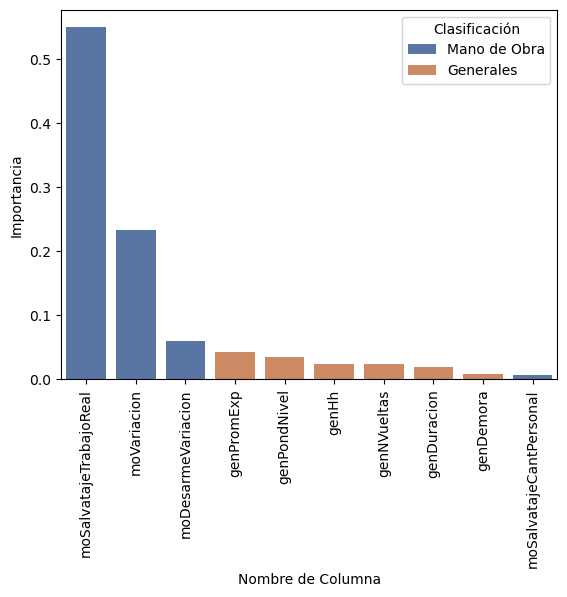 Clasificación
Mano de Obra
Generales
Importancia
0.5
0.4
0.3
0.2
0.1
0.0
moSalvatajeTrabajoReal
moVariacion
moDesarmeVariacion
genPromExp
genPondNivel
genHh
genNVueltas
genDuracion
genDemora
moSalvatajeCantPersonal
Nombre de Columna